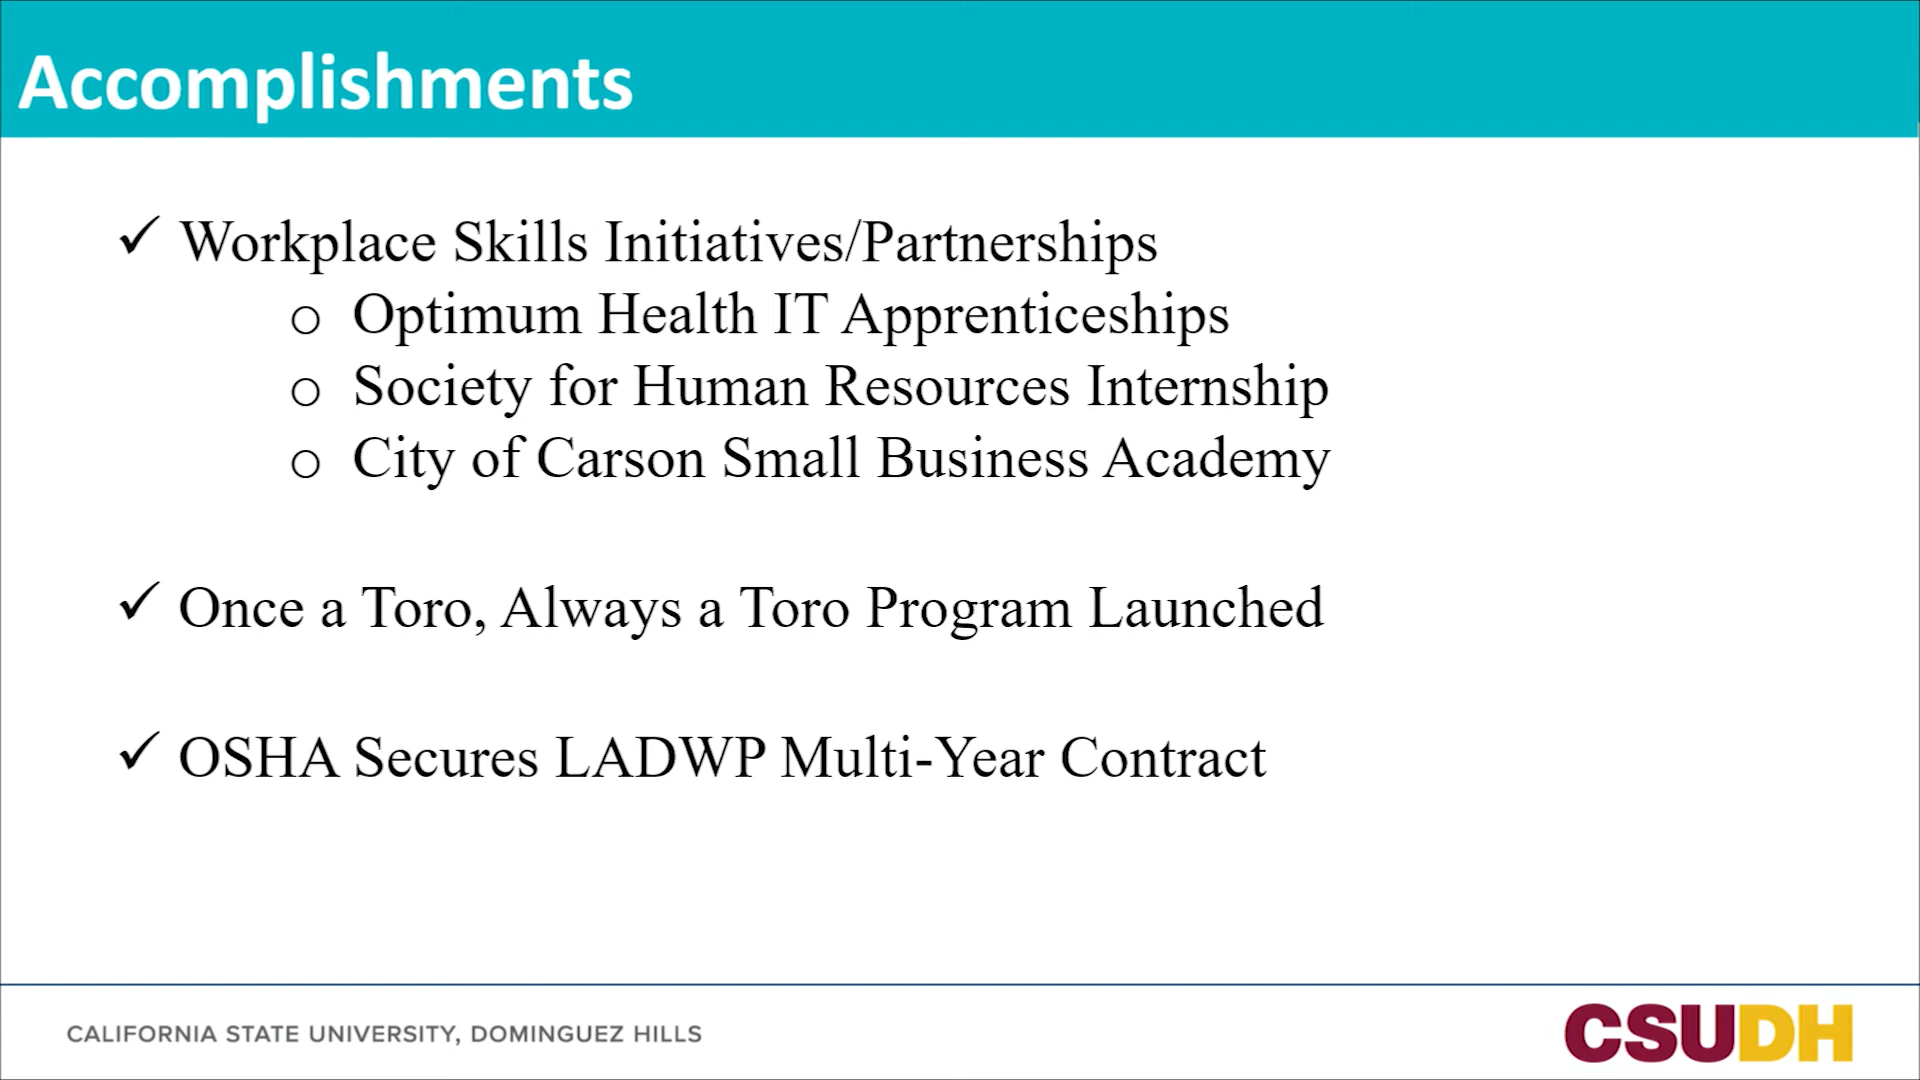 Accomplishments
✓ Workplace Skills Initiatives/Partnerships
o Optimum Health IT Apprenticeships
o Society for Human Resources Internship
o City of Carson Small Business Academy
✓ Once a Toro, Always a Toro Program Launched
✓ OSHA Secures LADWP Multi-Year Contract
CALIFORNIA STATE UNIVERSITY, DOMINGUEZ HILLS
CSUDH